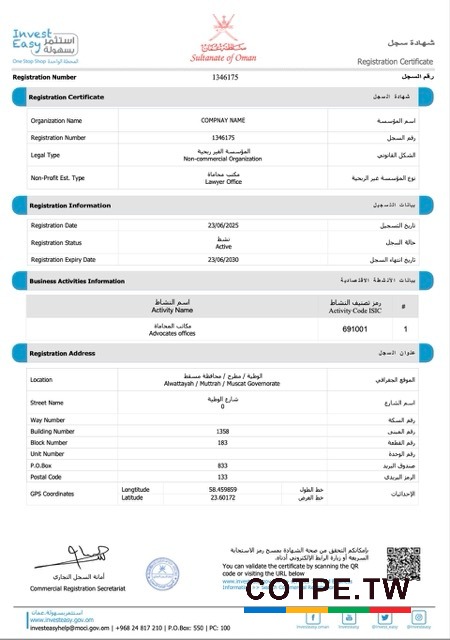 Invest Easy
استثمر بسهولة
One Stop Shop المحطة الواحدة
سلطنة عمان
Sultanate of Oman
شهادة سجل
Registration Certificate
Registration Number 1346175 رقم السجل
Registration Certificate شهادة السجل
Organization Name COMPNAY NAME اسم المؤسسة
Registration Number 1346175 رقم السجل
المؤسسة الغير ربحية
Legal Type Non-commercial Organization الشكل القانوني
مكتب محاماة
Non-Profit Est. Type Lawyer Office نوع المؤسسة غير الربحية
Registration Information بيانات التسجيل
Registration Date 23/06/2025 تاريخ التسجيل
نشط
Registration Status Active حالة السجل
Registration Expiry Date 23/06/2030 تاريخ انتهاء السجل
Business Activities Information بيانات الأنشطة الاقتصادية
اسم النشاط رمز تصنيف النشاط
Activity Name Activity Code ISIC #
مكاتب المحاماة
Advocates offices 691001 1
Registration Address عنوان السجل
الوطية / مطرح / محافظة مسقط
Location Alwattayah / Muttrah / Muscat Governorate الموقع الجغرافي
شارع الوطية
Street Name 0 اسم الشارع
Way Number رقم السكة
Building Number 1358 رقم المبنى
Block Number 183 رقم القطعة
Unit Number رقم الوحدة
P.O.Box 833 صندوق البريد
Postal Code 133 الرمز البريدي
GPS Coordinates Longtitude 58.459859 خط الطول الإحداثيات
Latitude 23.60172 خط العرض
بإمكانكم التحقق من صحة الشهادة بمسح رمز الاستجابة
السريعة أو زيارة الرابط الإلكتروني أدناه.
You can validate the certificate by scanning the QR
code or visiting the URL below
أمانة السجل التجاري
Commercial Registration Secretariat
COTPE.TW
استثمر بسهولة.عمان
www.investeasy.gov.om
investeasyhelp@moci.gov.om | +968 24 817 210 | P.O.Box: 550 | PC: 100